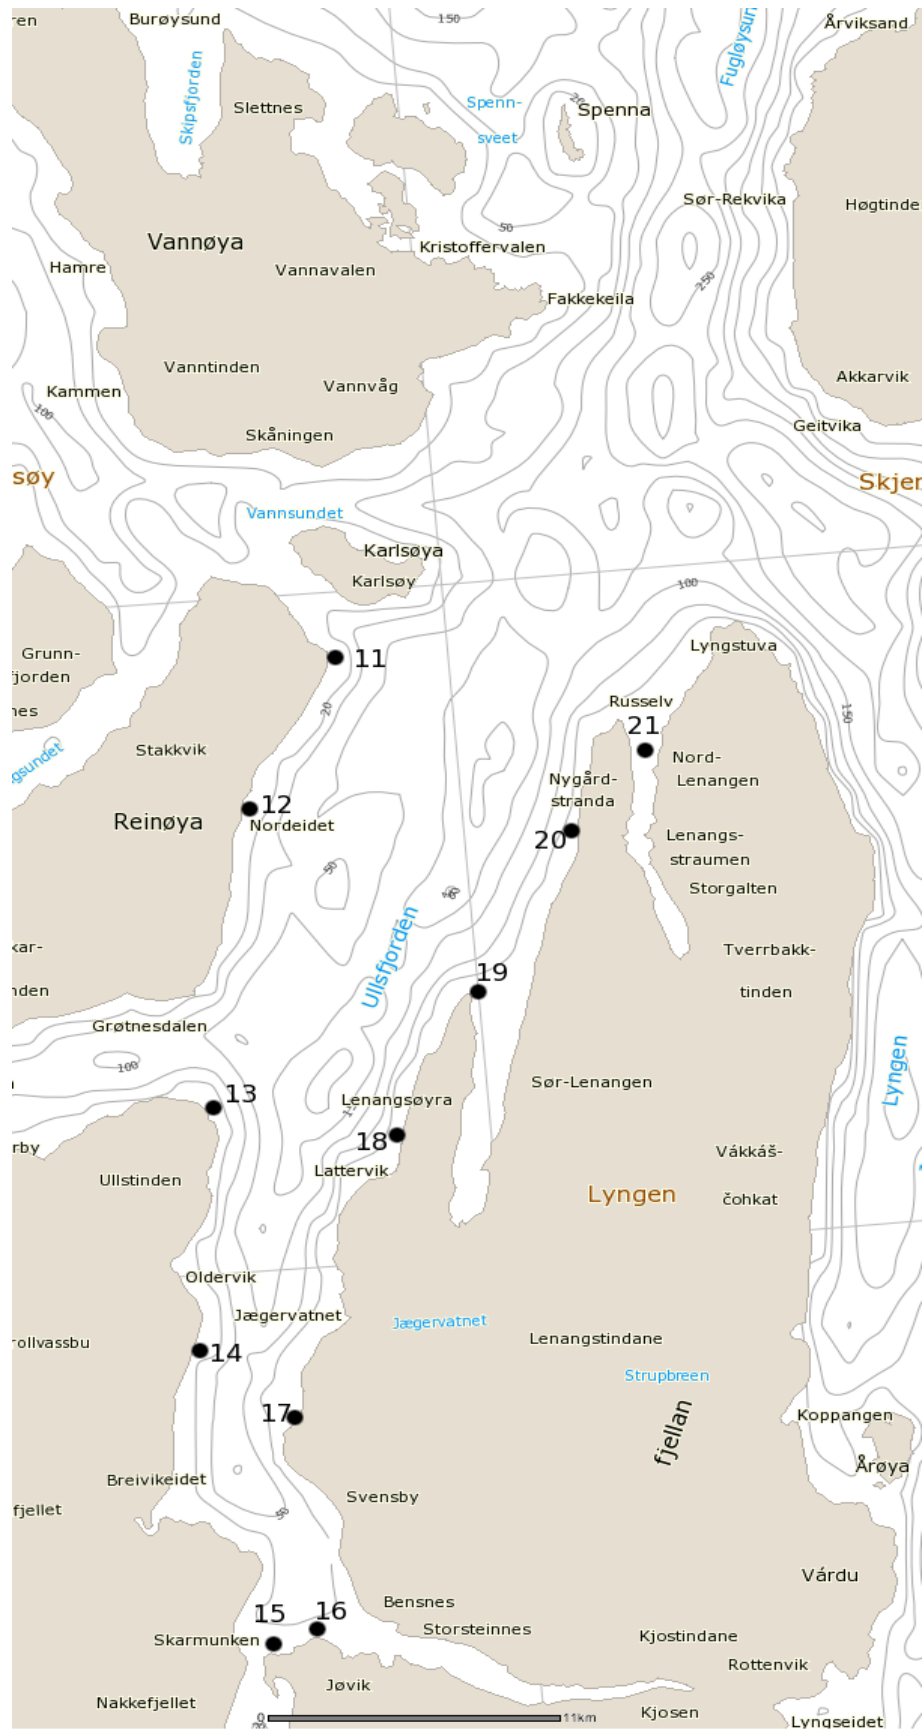 ren
Burøysund
150
Årviksand
Fugløysun
Skipsfjorden
Slettnes
Spenn-
sveet
20
Spenna
Sør-Rekvika
Høgtinde
50
Vannøya
Kristoffervalen
Hamre
Vannavalen
250
Fakkekeila
Vanntinden
Vannvåg
Akkarvik
Kammen
100
Geitvika
Skåningen
søy
Skjer
Vannsundet
Karlsøya
Karlsøy
100
Grunn-
fjorden
nes
11
Lyngstuva
20
Russelv
21
150
gsundet
Stakkvik
Nord-
Lenangen
Nygård-
stranda
12
Reinøya
Nordeidet
20
Lenangs-
straumen
50
Storgalten
Ullsfjorden
kar-
nden
Tverrbakk-
tinden
19
Grøtnesdalen
100
13
Lenangsøyra
Sør-Lenangen
Lyngen
18
rby
Lattervik
Ullstinden
Vákkáš-
čohkat
Lyngen
Oldervik
Jægervatnet
Jægervatnet
rollvassbu
14
Lenangstindane
Strupbreen
17
fjellan
Koppangen
Årøya
Breivikeidet
fjellet
50
Svensby
Várdu
15
16
Bensnes
Storsteinnes
Skarmunken
Kjostindane
Rottenvik
Jøvik
Nakkefjellet
0
11km
Kjosen
Lyngseidet